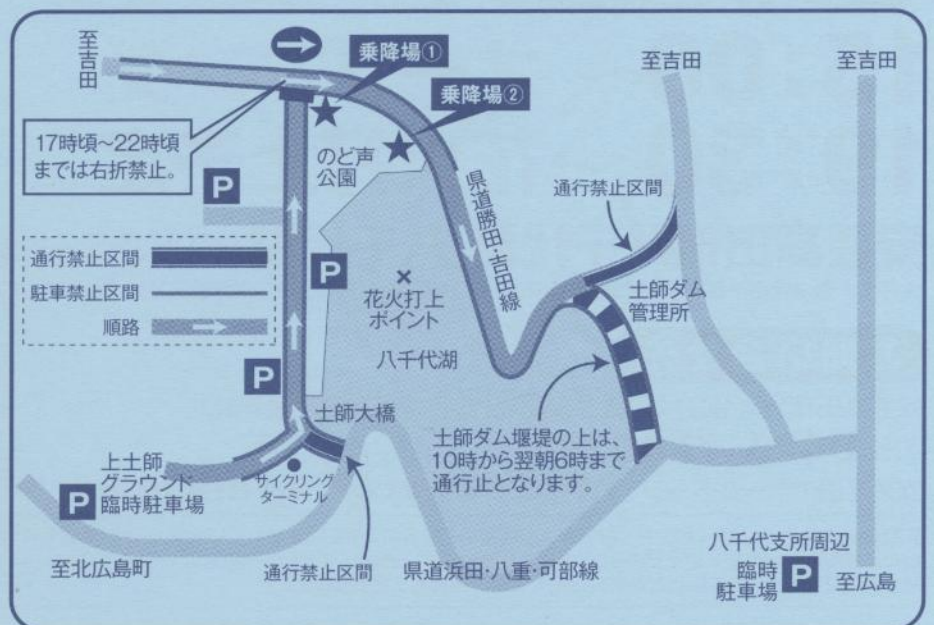 至吉田
→
乗降場①
乗降場②
至吉田
至吉田
17時頃～22時頃
までは右折禁止。
P
のど声
公園
県道勝田・吉田線
通行禁止区間
通行禁止区間
駐車禁止区間
順路
P
×
花火打上
ポイント
八千代湖
土師ダム
管理所
P
土師大橋
土師ダム堰堤の上は、
10時から翌朝6時まで
通行止となります。
上土師
グラウンド
臨時駐車場
P
サイクリング
ターミナル
至北広島町
通行禁止区間
県道浜田・八重・可部線
八千代支所周辺
臨時
駐車場
P
至広島